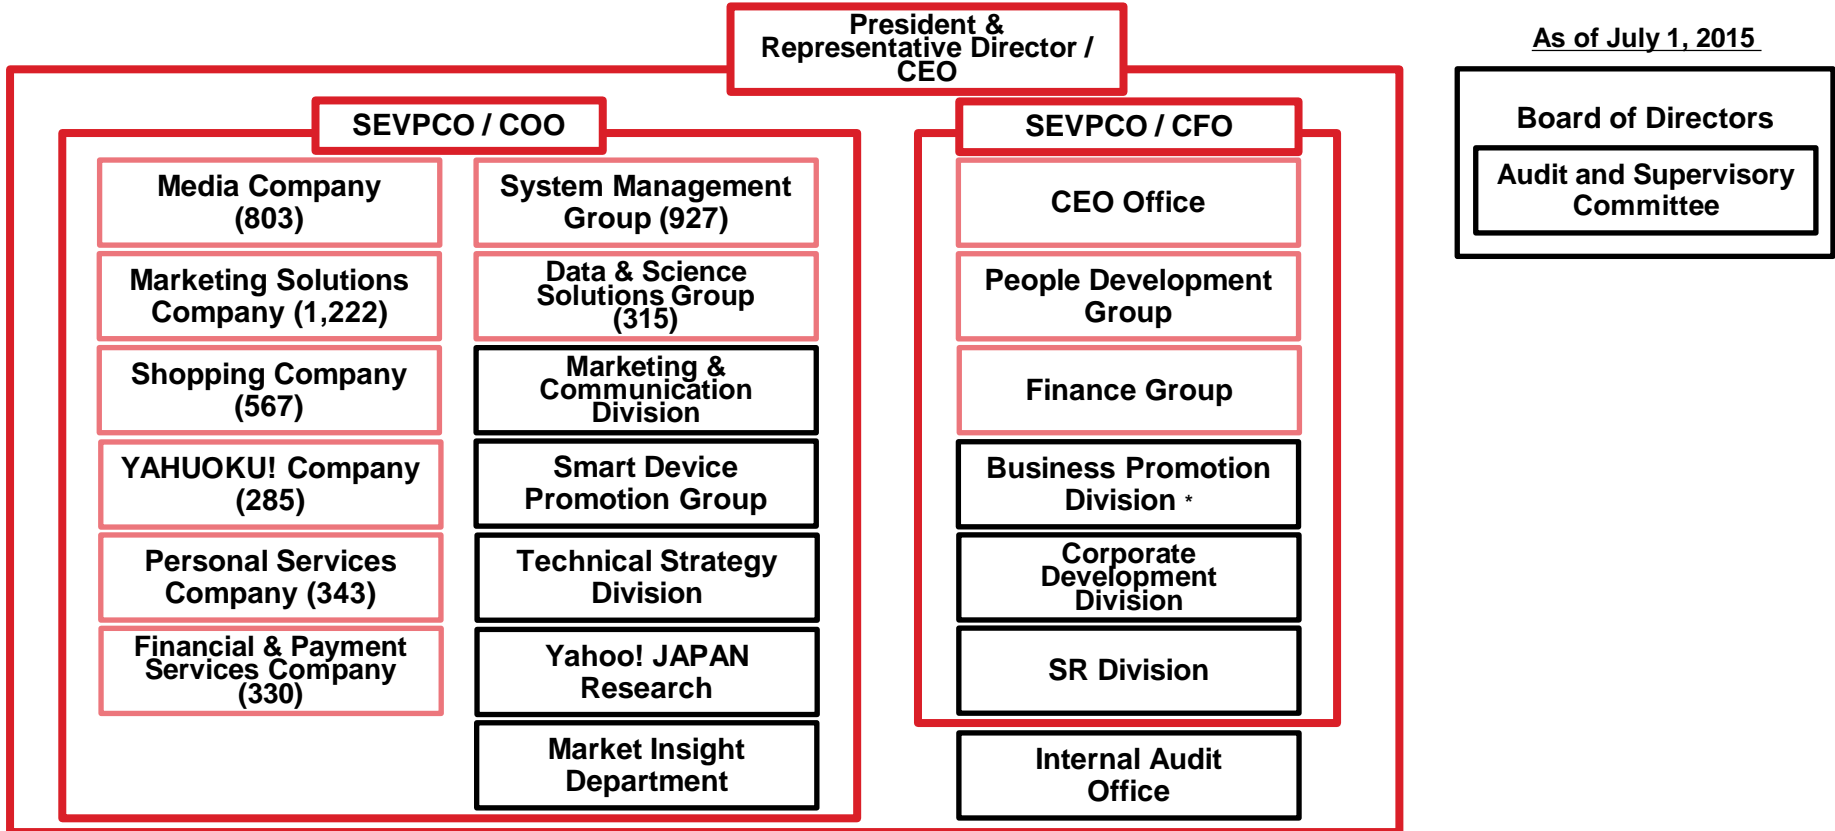 President &
Representative Director /
CEO
As of July 1, 2015
Board of Directors
Audit and Supervisory
Committee
SEVPCO / COO
Media Company
(803)
Marketing Solutions
Company (1,222)
Shopping Company
(567)
YAHUOKU! Company
(285)
Personal Services
Company (343)
Financial & Payment
Services Company
(330)
System Management
Group (927)
Data & Science
Solutions Group
(315)
Marketing &
Communication
Division
Smart Device
Promotion Group
Technical Strategy
Division
Yahoo! JAPAN
Research
Market Insight
Department
SEVPCO / CFO
CEO Office
People Development
Group
Finance Group
Business Promotion
Division *
Corporate
Development
Division
SR Division
Internal Audit
Office